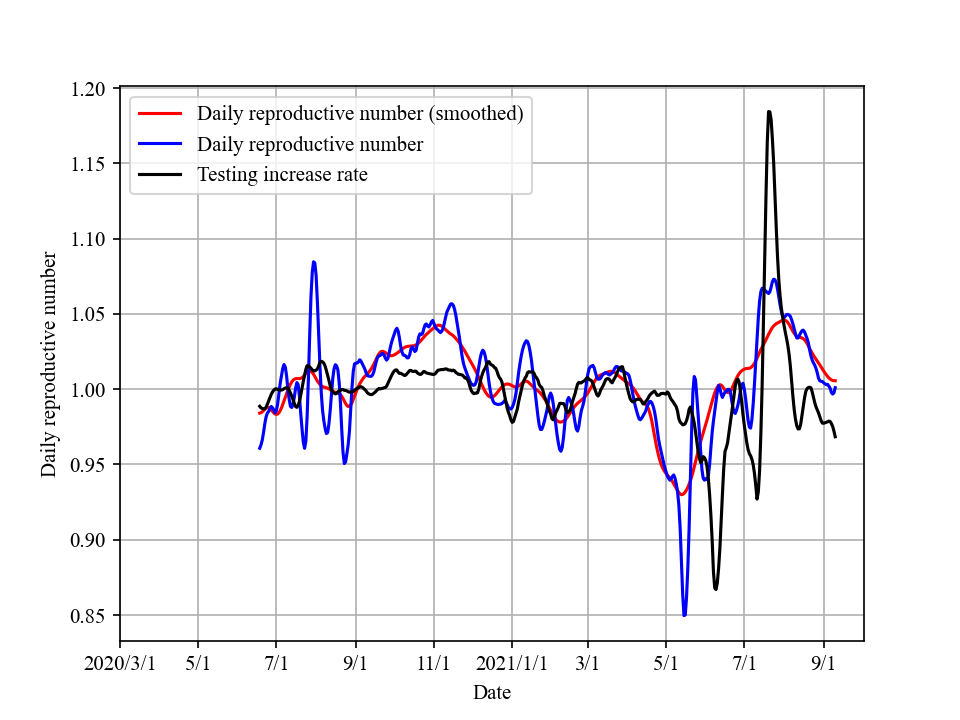 Daily reproductive number (smoothed)
Daily reproductive number
Testing increase rate
Daily reproductive number
1.20
1.15
1.10
1.05
1.00
0.95
0.90
0.85
2020/3/1 5/1 7/1 9/1 11/1 2021/1/1 3/1 5/1 7/1 9/1
Date